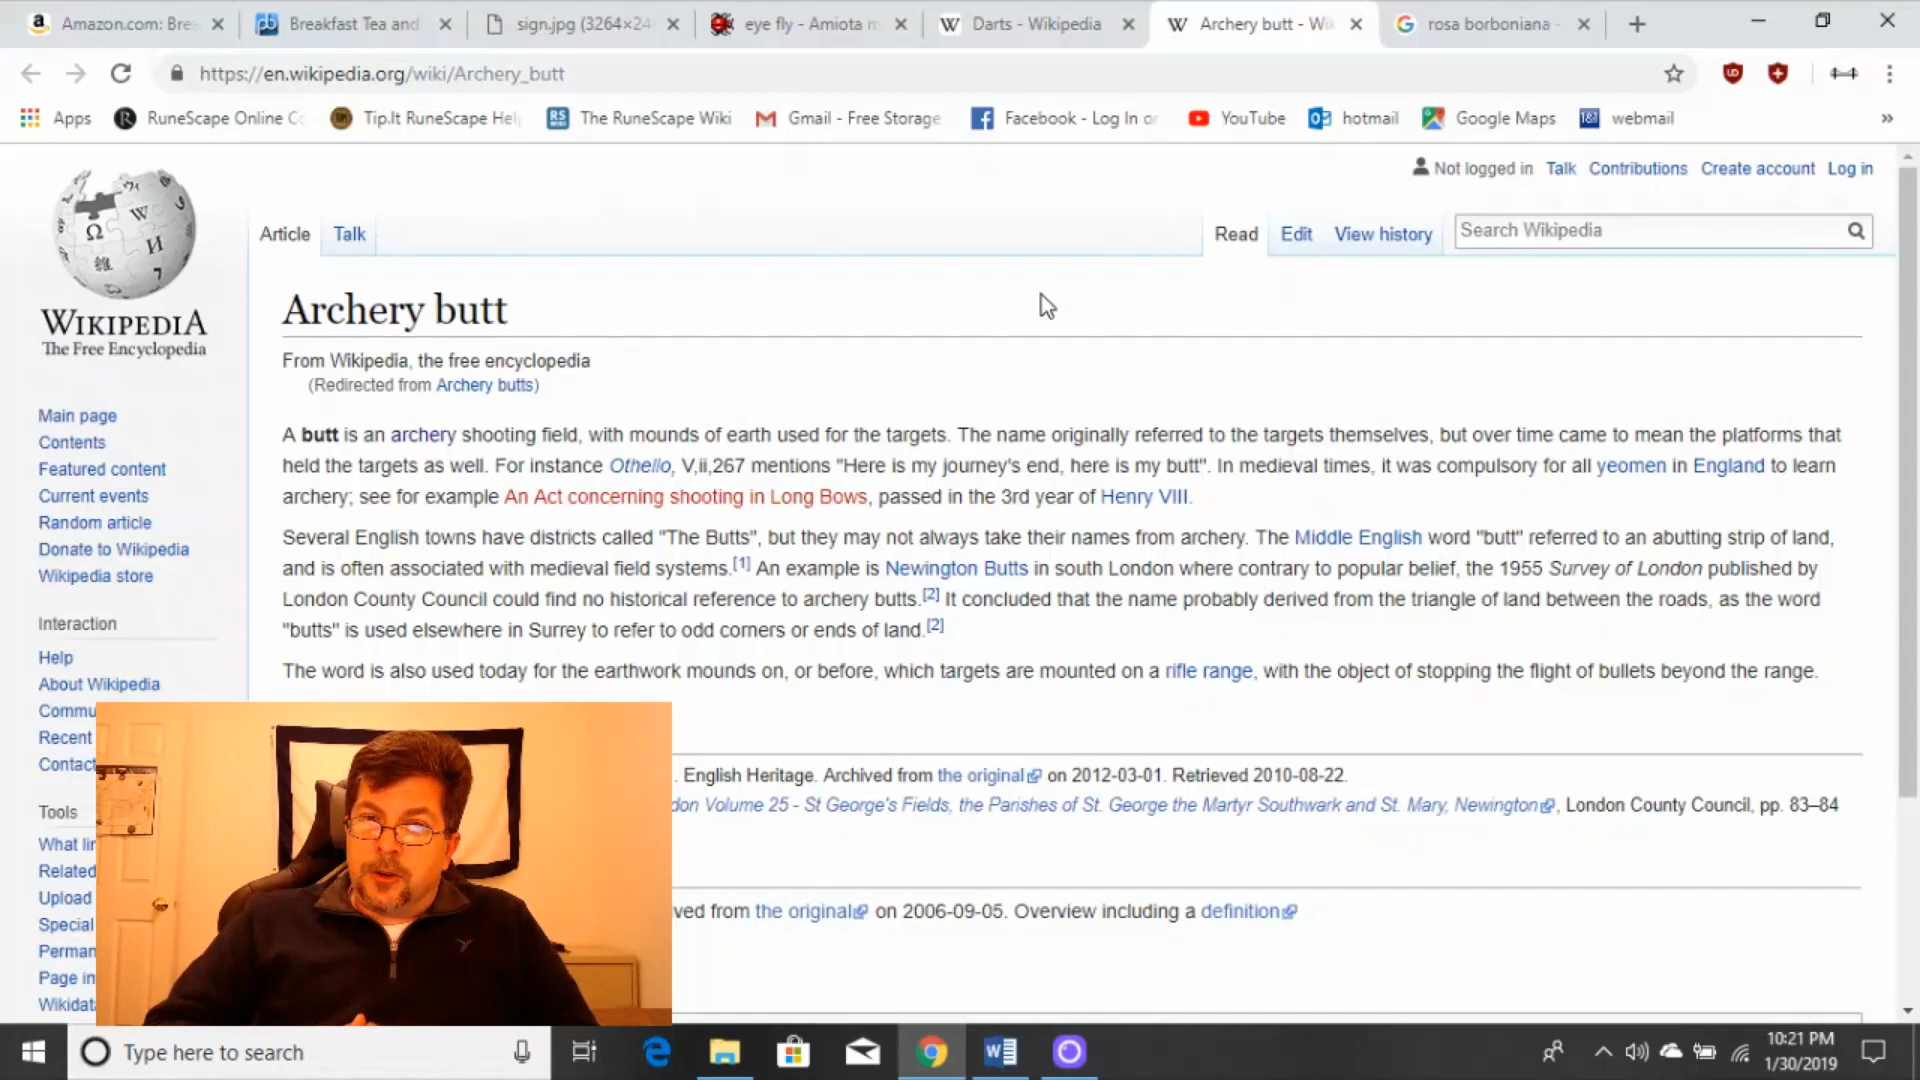 Amazon.com: Bre
Breakfast Tea and
sign.jpg (3264×24
eye fly - Amiota m
Darts - Wikipedia
Archery butt - Wi
rosa borboniana -
https://en.wikipedia.org/wiki/Archery_butt
Apps
RuneScape Online
Tip.It RuneScape Hel
The RuneScape Wiki
Gmail - Free Storage
Facebook - Log In or
YouTube
hotmail
Google Maps
webmail
Not logged in Talk Contributions Create account Log in
Article Talk
Read Edit View history
Search Wikipedia
WIKIPEDIA
The Free Encyclopedia
Archery butt
From Wikipedia, the free encyclopedia
(Redirected from Archery butts)
A butt is an archery shooting field, with mounds of earth used for the targets. The name originally referred to the targets themselves, but over time came to mean the platforms that
held the targets as well. For instance Othello, V,ii,267 mentions "Here is my journey's end, here is my butt". In medieval times, it was compulsory for all yeomen in England to learn
archery; see for example An Act concerning shooting in Long Bows, passed in the 3rd year of Henry VIII.
Several English towns have districts called "The Butts", but they may not always take their names from archery. The Middle English word "butt" referred to an abutting strip of land,
and is often associated with medieval field systems.[1] An example is Newington Butts in south London where contrary to popular belief, the 1955 Survey of London published by
London County Council could find no historical reference to archery butts.[2] It concluded that the name probably derived from the triangle of land between the roads, as the word
"butts" is used elsewhere in Surrey to refer to odd corners or ends of land.[2]
The word is also used today for the earthwork mounds on, or before, which targets are mounted on a rifle range, with the object of stopping the flight of bullets beyond the range.
. English Heritage. Archived from the original on 2012-03-01. Retrieved 2010-08-22.
don Volume 25 - St George's Fields, the Parishes of St. George the Martyr Southwark and St. Mary, Newington, London County Council, pp. 83–84
ved from the original on 2006-09-05. Overview including a definition
Main page
Contents
Featured content
Current events
Random article
Donate to Wikipedia
Wikipedia store
Interaction
Help
About Wikipedia
Commu
Recent
Contact
Tools
What lin
Related
Upload
Special
Perman
Page in
Wikidata
Type here to search
10:21 PM
1/30/2019